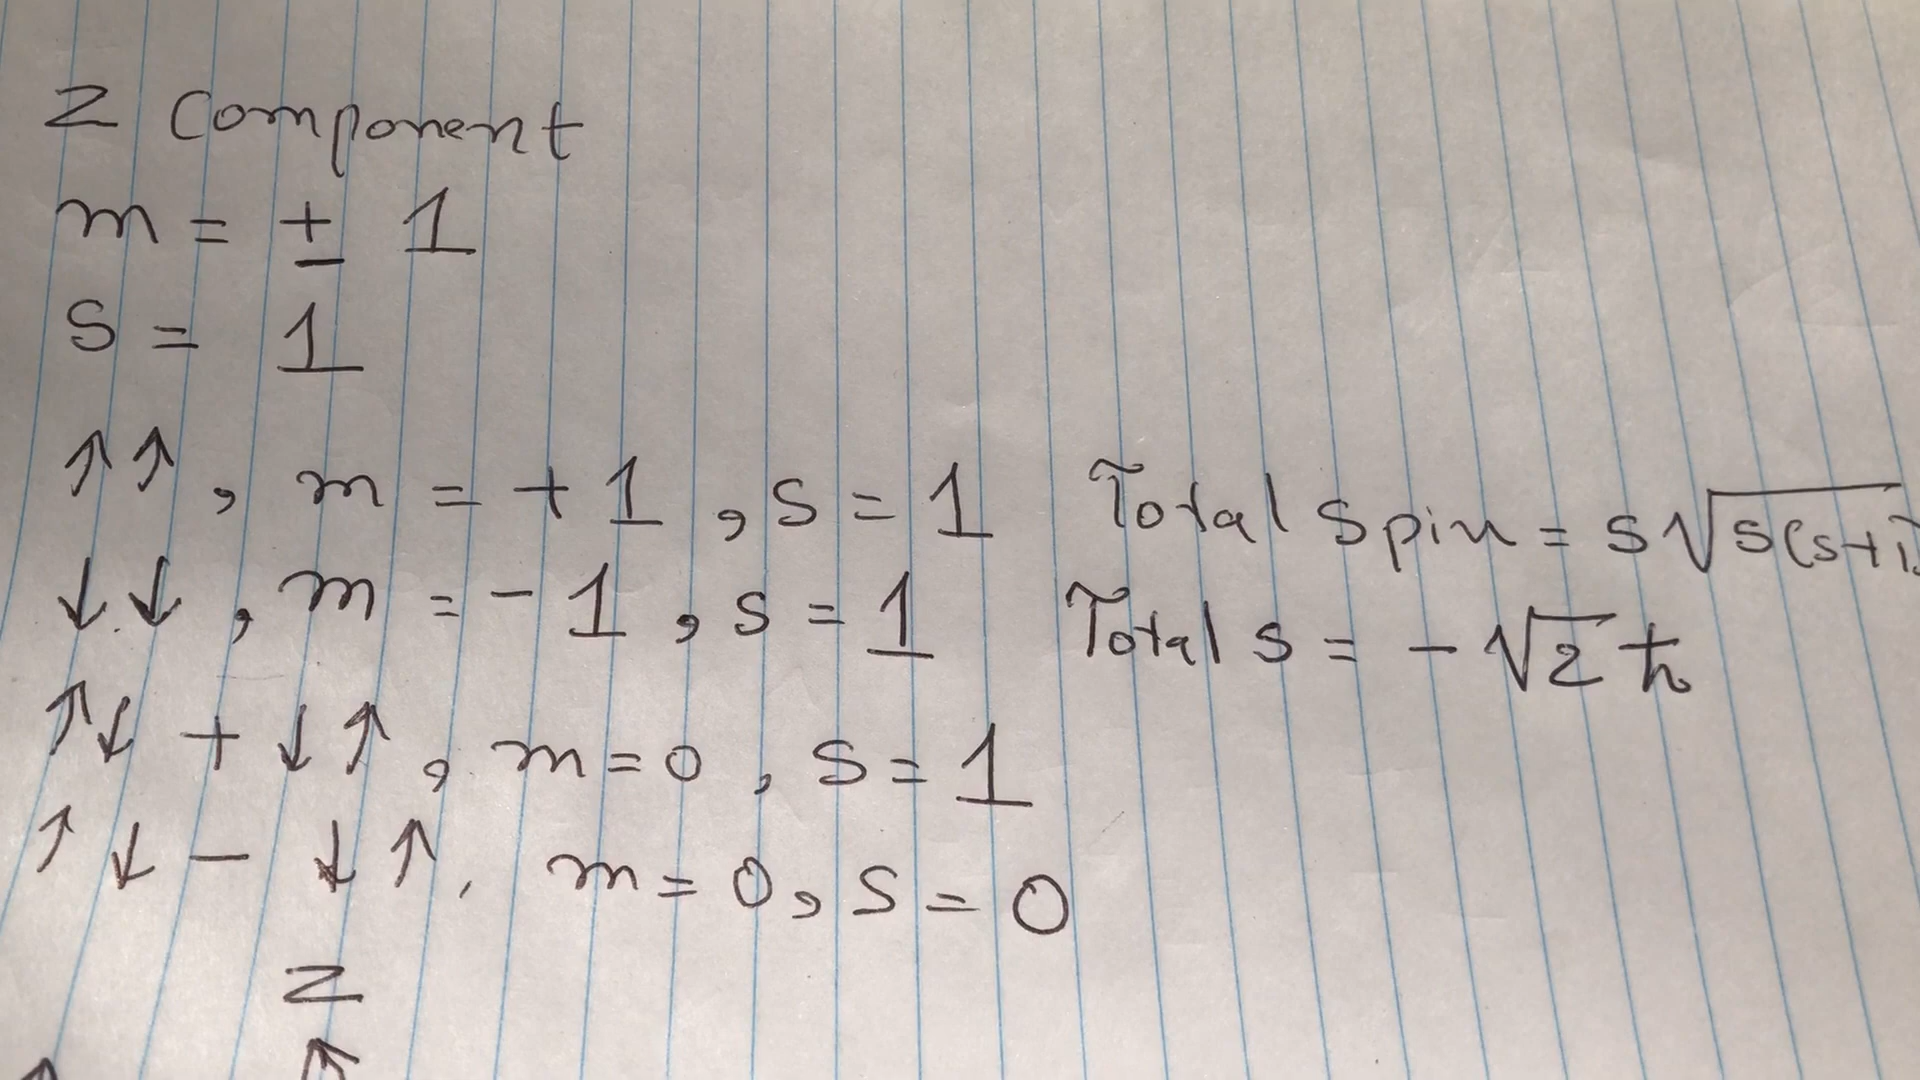 Z Component
m = ± 1
S = 1
↑↑, m = +1, S = 1 Total Spin = S√S(S+1)
↓↓, m = -1, S = 1 Total S = -√2 ħ
↑↓ + ↓↑, m=0, S=1
↑↓ - ↓↑, m=0, S=0
Z
↑ ↑